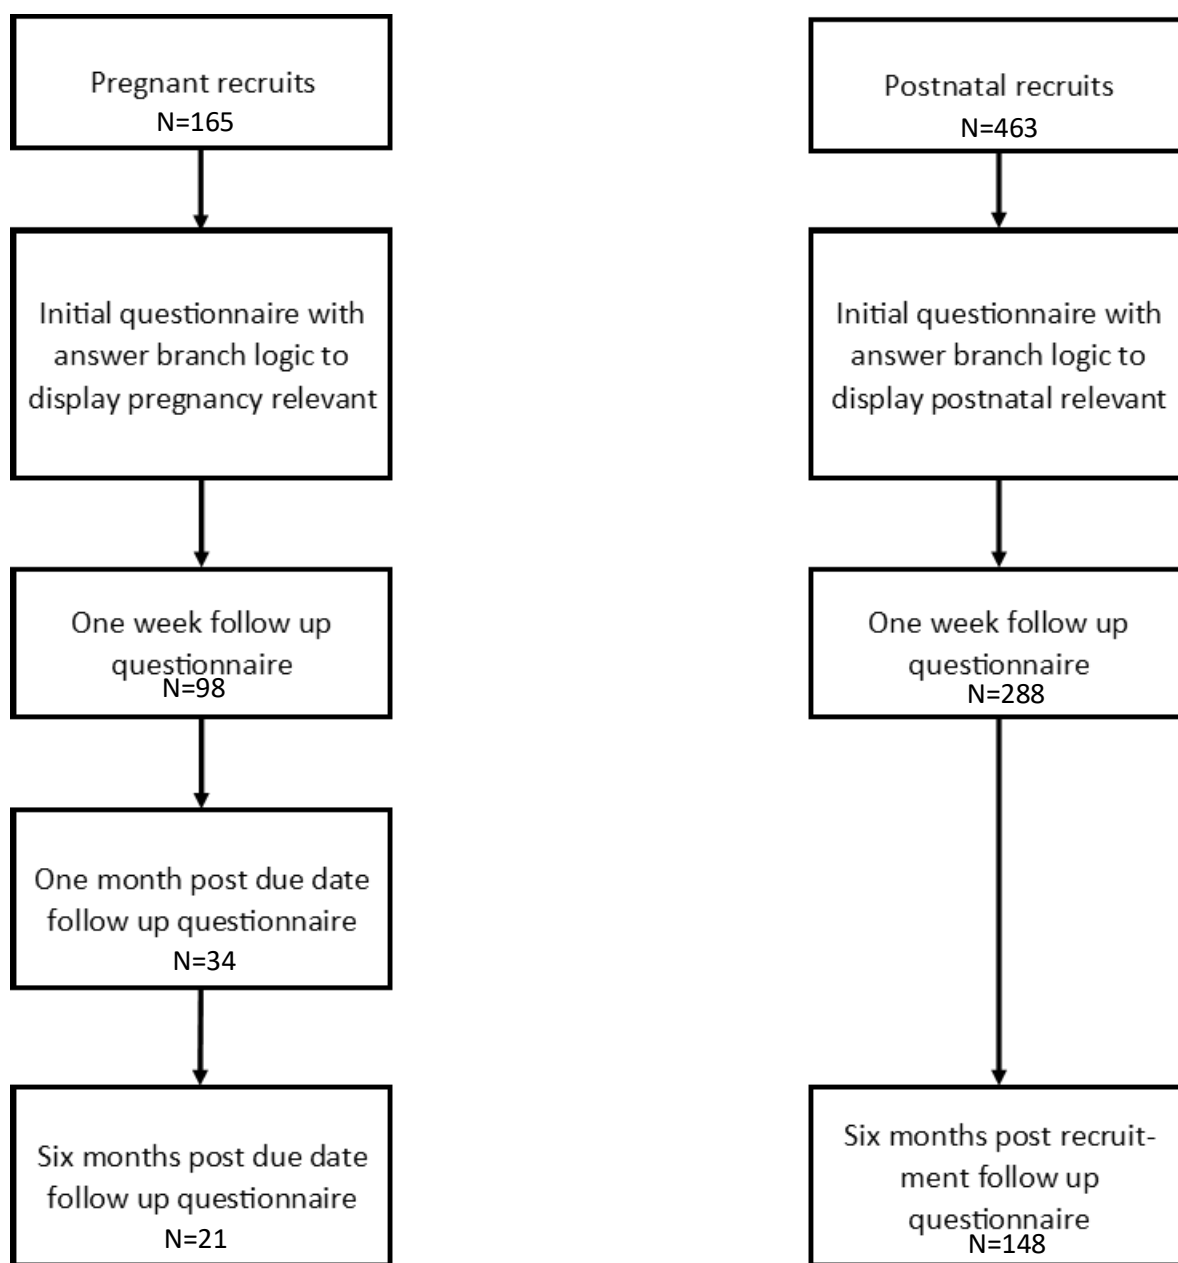 Pregnant recruits
N=165
Initial questionnaire with
answer branch logic to
display pregnancy relevant
One week follow up
questionnaire
N=98
One month post due date
follow up questionnaire
N=34
Six months post due date
follow up questionnaire
N=21
Postnatal recruits
N=463
Initial questionnaire with
answer branch logic to
display postnatal relevant
One week follow up
questionnaire
N=288
Six months post recruit-
ment follow up
questionnaire
N=148